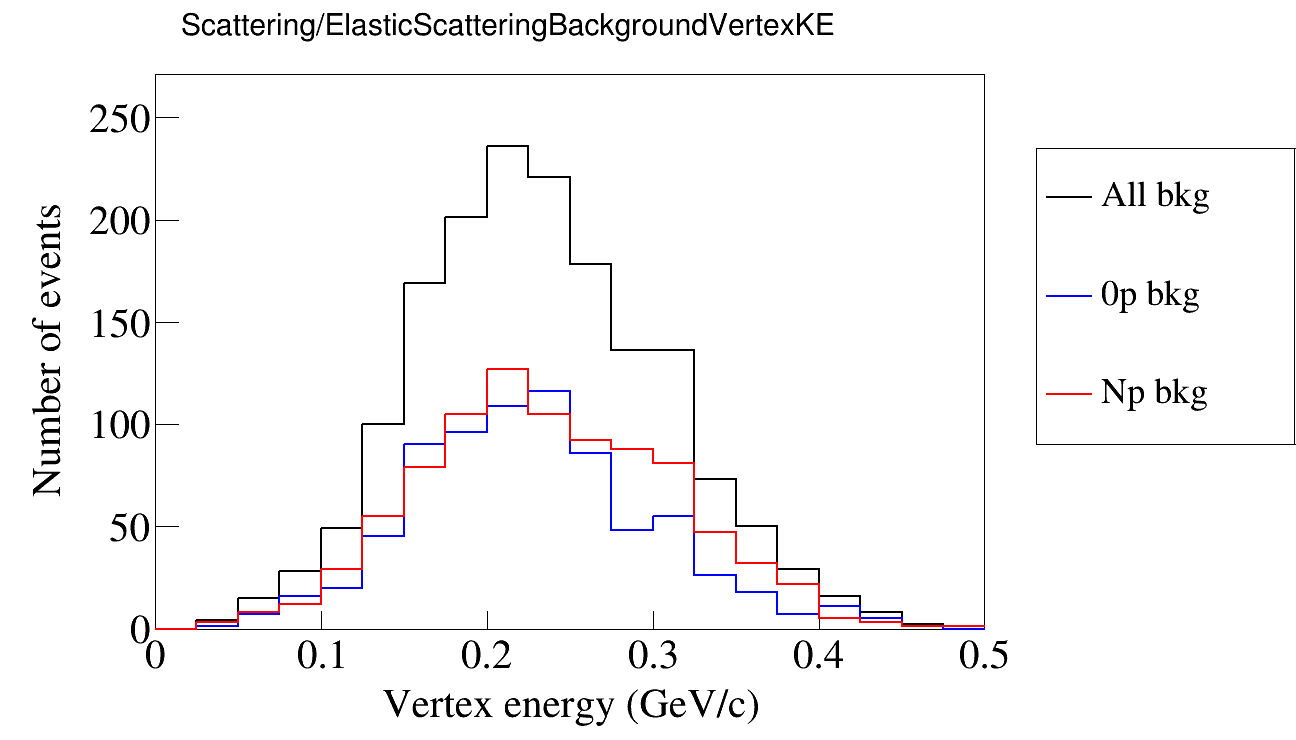 Scattering/ElasticScatteringBackgroundVertexKE
250
200
150
100
50
0
Number of events
0 0.1 0.2 0.3 0.4 0.5
Vertex energy (GeV/c)
All bkg
0p bkg
Np bkg